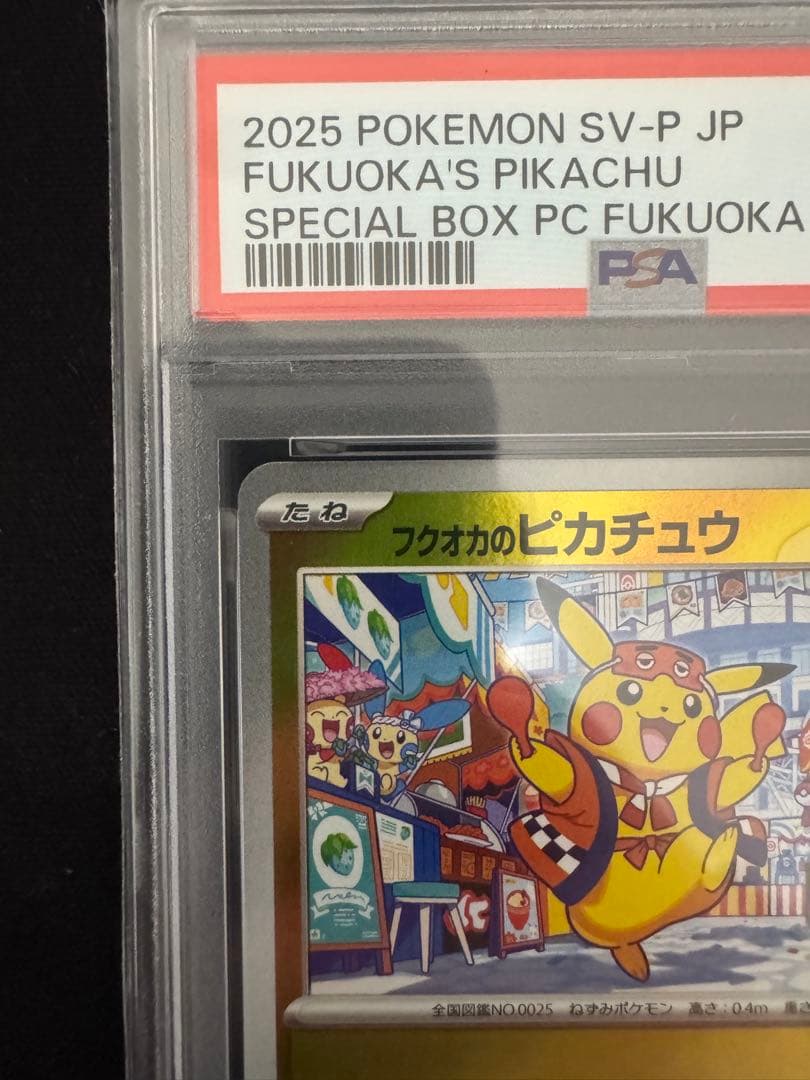 2025 POKEMON SV-P JP
FUKUOKA'S PIKACHU
SPECIAL BOX PC FUKUOKA
PSA
たね
フクオカのピカチュウ
全国図鑑NO.0025 ねずみポケモン 高さ:0.4m 重さ